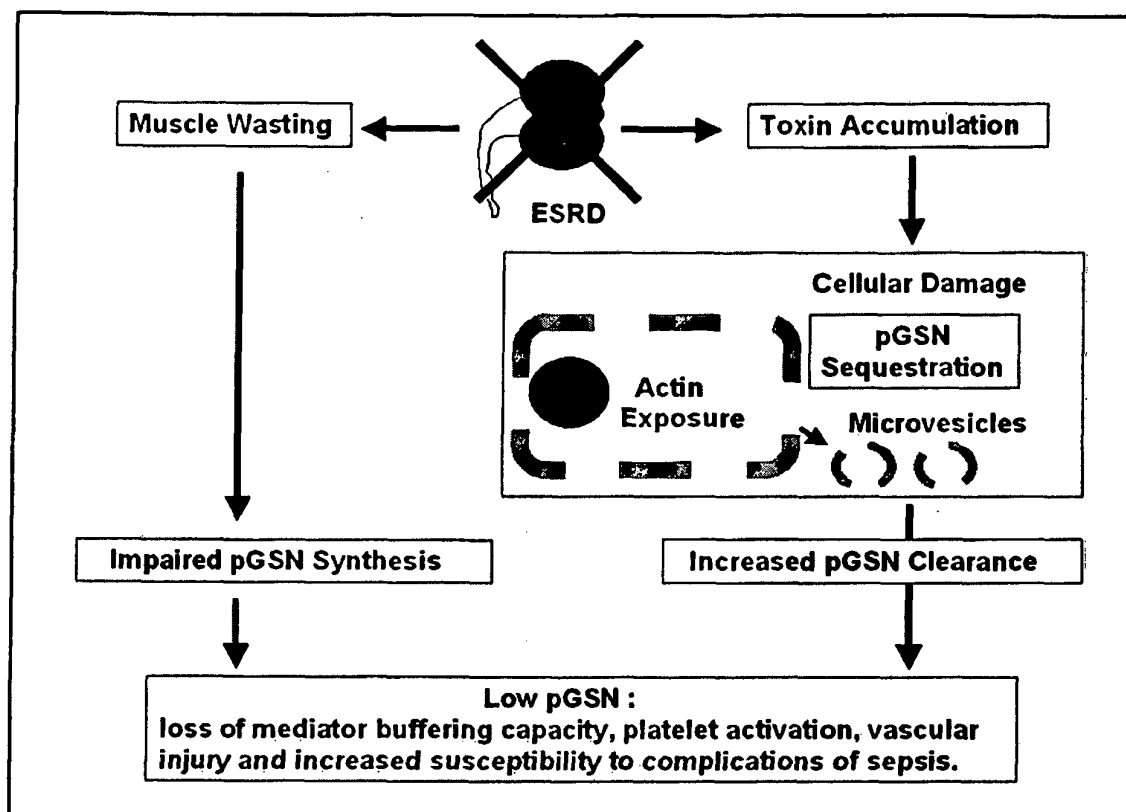 Muscle Wasting
Toxin Accumulation
ESRD
Cellular Damage
pGSN
Sequestration
Actin
Exposure
Microvesicles
Impaired pGSN Synthesis
Increased pGSN Clearance
Low pGSN :
loss of mediator buffering capacity, platelet activation, vascular
injury and increased susceptibility to complications of sepsis.